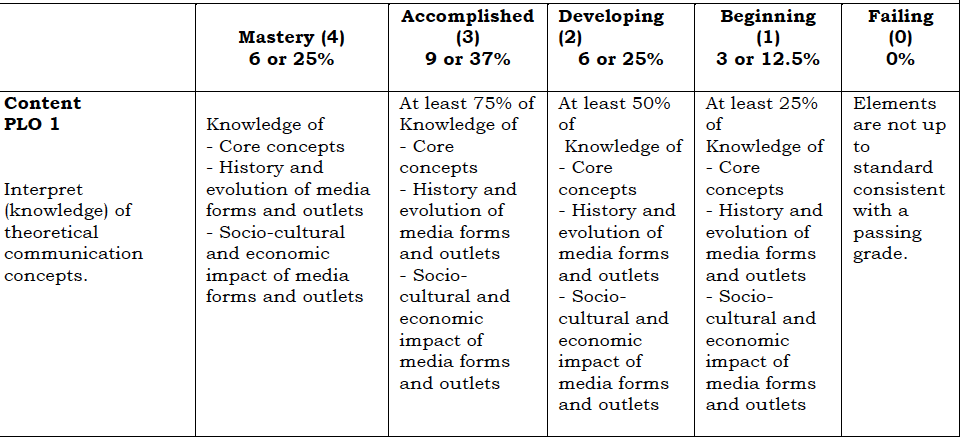 Mastery (4)
6 or 25%
Accomplished
(3)
9 or 37%
Developing
(2)
6 or 25%
Beginning
(1)
3 or 12.5%
Failing
(0)
0%
Content
PLO 1
Interpret
(knowledge) of
theoretical
communication
concepts.
Knowledge of
- Core concepts
- History and
evolution of media
forms and outlets
- Socio-cultural
and economic
impact of media
forms and outlets
At least 75% of
Knowledge of
- Core
concepts
- History and
evolution of
media forms
and outlets
- Socio-
cultural and
economic
impact of
media forms
and outlets
At least 50%
of
Knowledge of
- Core
concepts
- History and
evolution of
media forms
and outlets
- Socio-
cultural and
economic
impact of
media forms
and outlets
At least 25%
of
Knowledge of
- Core
concepts
- History and
evolution of
media forms
and outlets
- Socio-
cultural and
economic
impact of
media forms
and outlets
Elements
are not up
to
standard
consistent
with a
passing
grade.